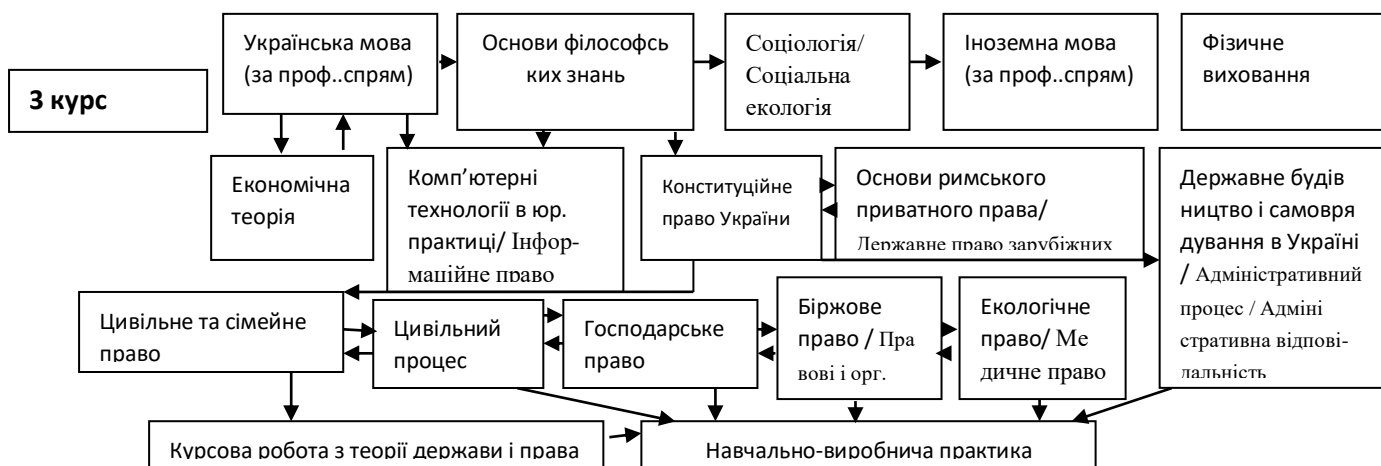 Українська мова
(за проф..спрям)
Основи філософсь
ких знань
Соціологія/
Соціальна
екологія
Іноземна мова
(за проф..спрям)
Фізичне
виховання
3 курс
Економічна
теорія
Комп’ютерні
технології в юр.
практиці/ Інфор-
маційне право
Конституційне
право України
Основи римського
приватного права/
Державне право зарубіжних
Державне будів
ництво і самовря
дування в Україні
/ Адміністративний
процес / Адміні
стративна відпові-
дальність
Цивільне та сімейне
право
Цивільний
процес
Господарське
право
Біржове
право / Пра
вові і орг.
Екологічне
право/ Ме
дичне право
Курсова робота з теорії держави і права
Навчально-виробнича практика